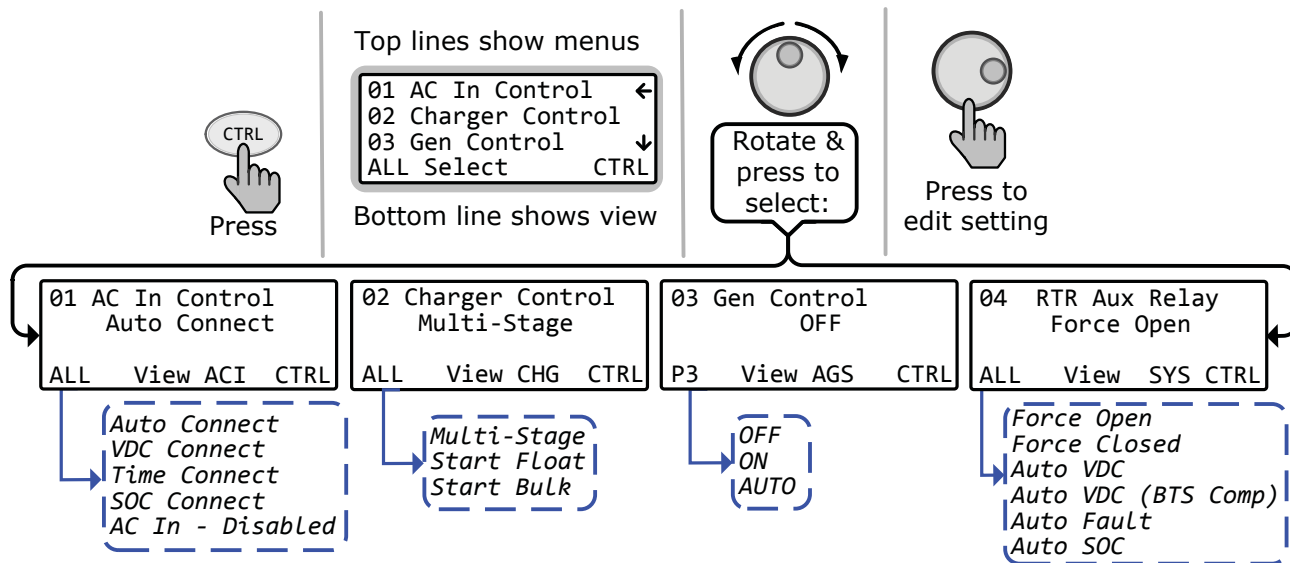 CTRL
Press
Top lines show menus
01 AC In Control ←
02 Charger Control
03 Gen Control ↓
ALL Select CTRL
Bottom line shows view
Rotate &
press to
select:
Press to
edit setting
01 AC In Control
Auto Connect
ALL View ACI CTRL
Auto Connect
VDC Connect
Time Connect
SOC Connect
AC In - Disabled
02 Charger Control
Multi-Stage
ALL View CHG CTRL
Multi-Stage
Start Float
Start Bulk
03 Gen Control
OFF
P3 View AGS CTRL
OFF
ON
AUTO
04 RTR Aux Relay
Force Open
ALL View SYS CTRL
Force Open
Force Closed
Auto VDC
Auto VDC (BTS Comp)
Auto Fault
Auto SOC